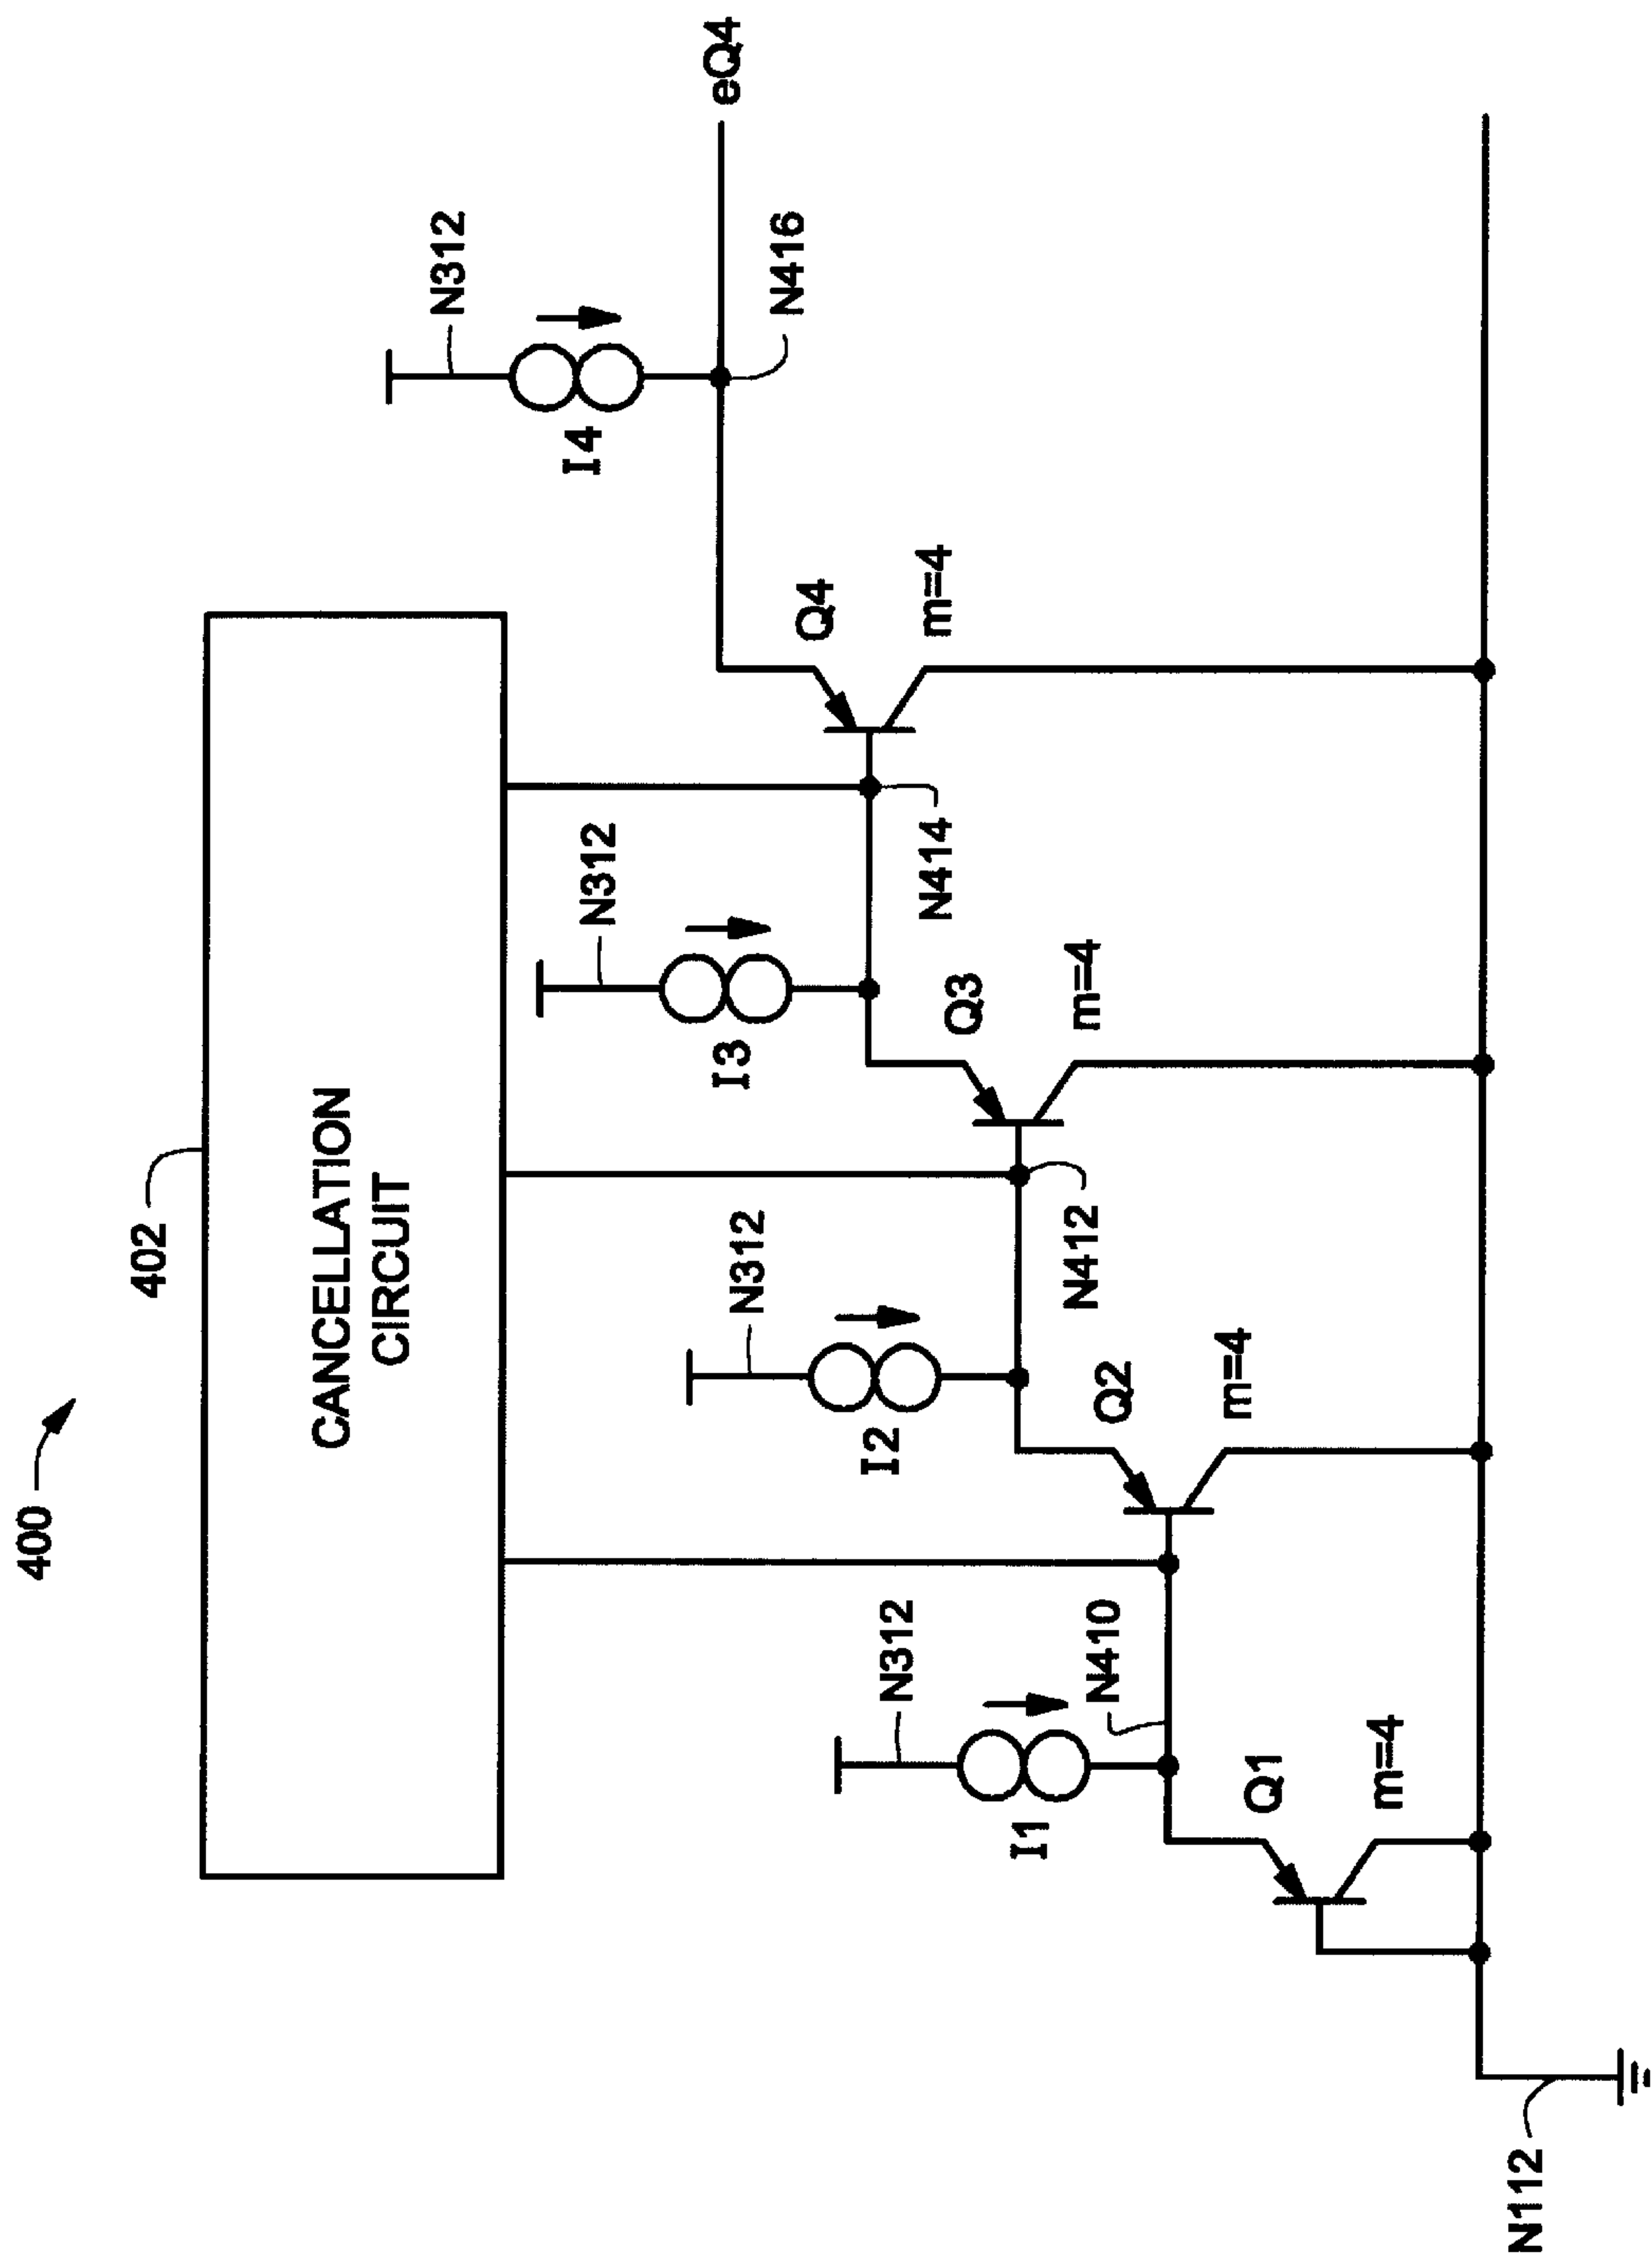 400
402
CANCELLATION
CIRCUIT
N312
I4
eQ4
N416
Q4
m=4
N312
I3
N414
Q3
m=4
N312
I2
N412
Q2
m=4
N312
I1
N410
Q1
m=4
N112